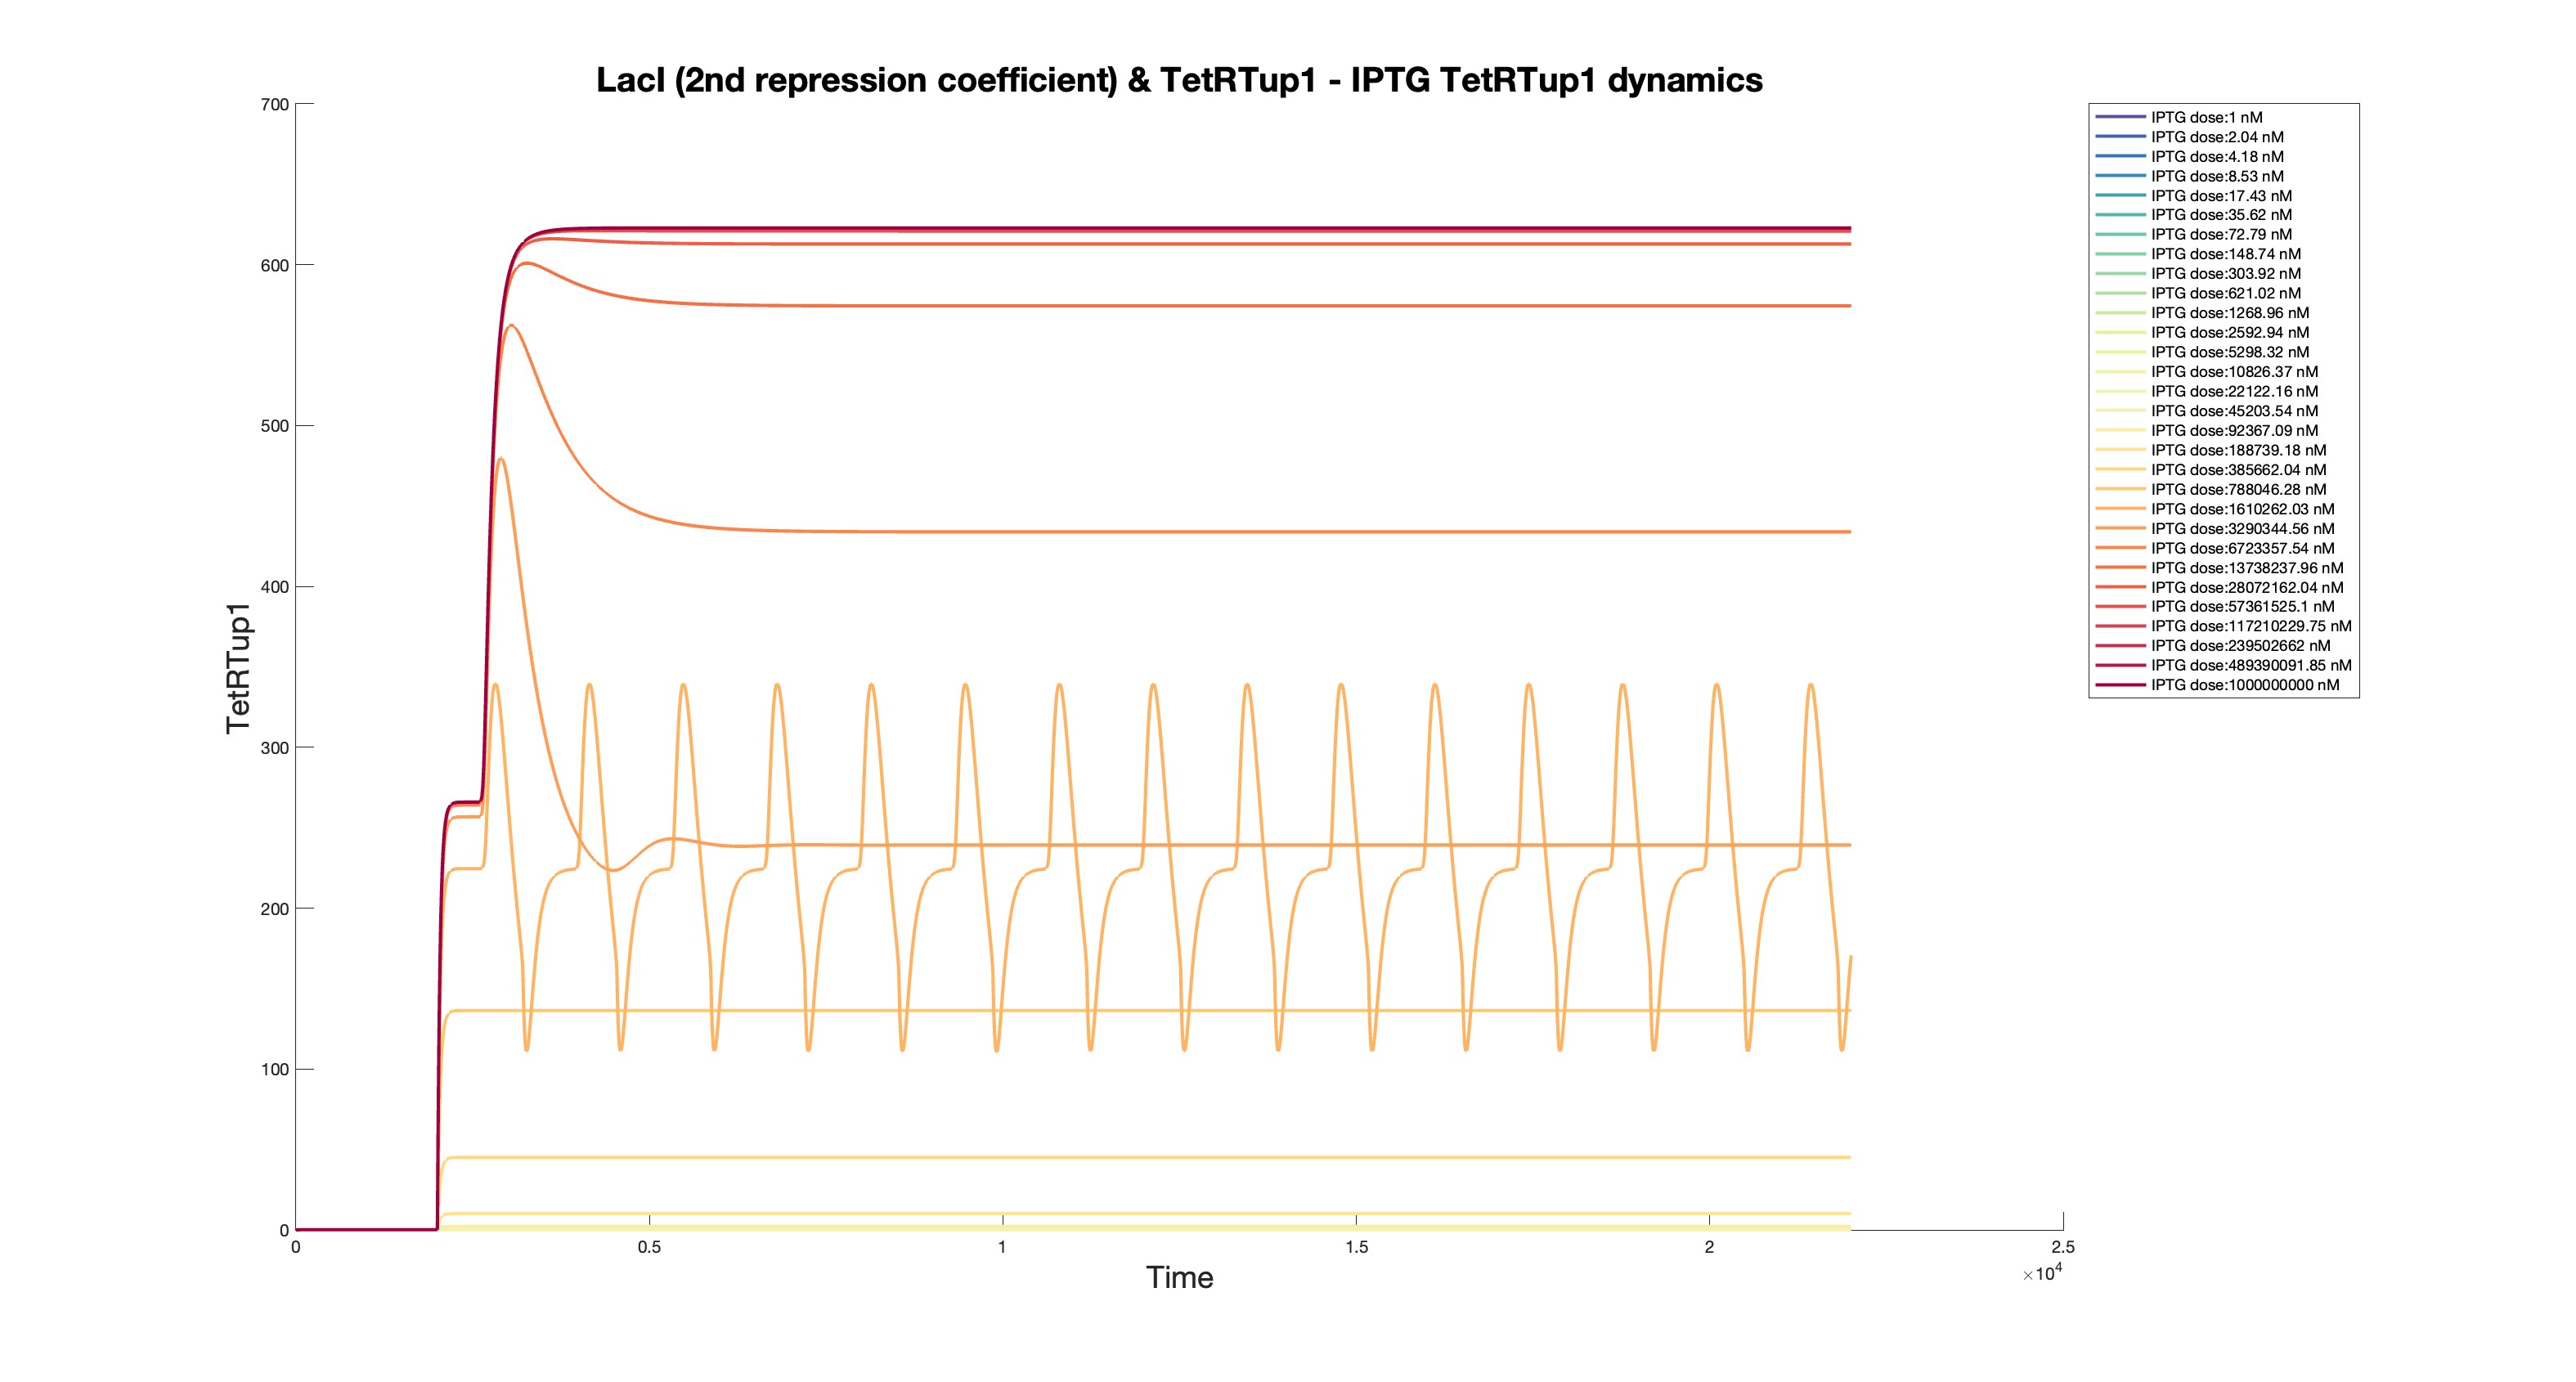 LacI (2nd repression coefficient) & TetRTup1 - IPTG TetRTup1 dynamics
700
600
500
400
300
200
100
0
TetRTup1
0
0.5
1
1.5
2
2.5
×10^4
Time
IPTG dose:1 nM
IPTG dose:2.04 nM
IPTG dose:4.18 nM
IPTG dose:8.53 nM
IPTG dose:17.43 nM
IPTG dose:35.62 nM
IPTG dose:72.79 nM
IPTG dose:148.74 nM
IPTG dose:303.92 nM
IPTG dose:621.02 nM
IPTG dose:1268.96 nM
IPTG dose:2592.94 nM
IPTG dose:5298.32 nM
IPTG dose:10826.37 nM
IPTG dose:22122.16 nM
IPTG dose:45203.54 nM
IPTG dose:92367.09 nM
IPTG dose:188739.18 nM
IPTG dose:385662.04 nM
IPTG dose:788046.28 nM
IPTG dose:1610262.03 nM
IPTG dose:3290344.56 nM
IPTG dose:6723357.54 nM
IPTG dose:13738237.96 nM
IPTG dose:28072162.04 nM
IPTG dose:57361525.1 nM
IPTG dose:117210229.75 nM
IPTG dose:239502662 nM
IPTG dose:489390091.85 nM
IPTG dose:1000000000 nM